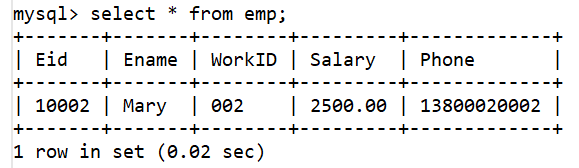 mysql> select * from emp;
+-------+-------+--------+---------+-------------+
| Eid   | Ename | WorkID | Salary  | Phone       |
+-------+-------+--------+---------+-------------+
| 10002 | Mary  | 002    | 2500.00 | 13800020002 |
+-------+-------+--------+---------+-------------+
1 row in set (0.02 sec)